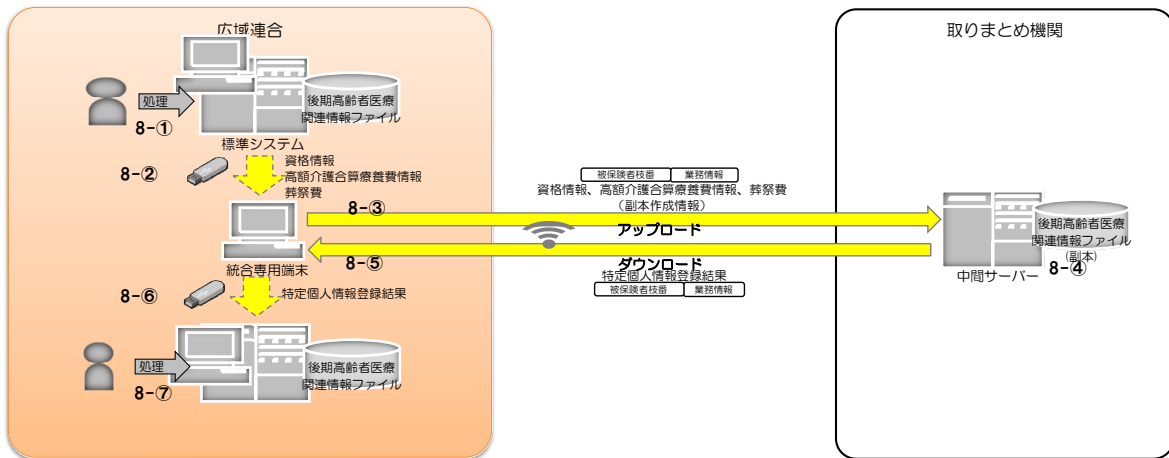 広域連合
処理
8-①
後期高齢者医療
関連情報ファイル
標準システム
8-②
資格情報
高額介護合算療養費情報
葬祭費
8-③
被保険者枝番
業務情報
資格情報、高額介護合算療養費情報、葬祭費
（副本作成情報）
アップロード
統合専用端末
8-⑤
ダウンロード
特定個人情報登録結果
被保険者枝番
業務情報
8-⑥
特定個人情報登録結果
処理
8-⑦
後期高齢者医療
関連情報ファイル
取りまとめ機関
後期高齢者医療
関連情報ファイル
(副本)
8-④
中間サーバー